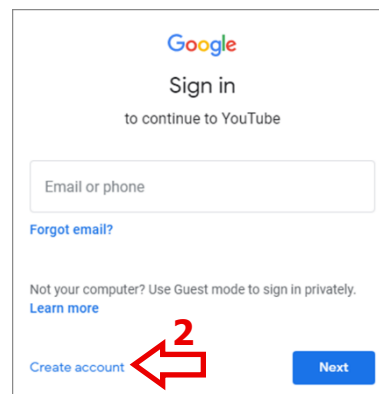 Google
Sign in
to continue to YouTube
Email or phone
Forgot email?
Not your computer? Use Guest mode to sign in privately.
Learn more
2
Create account
Next